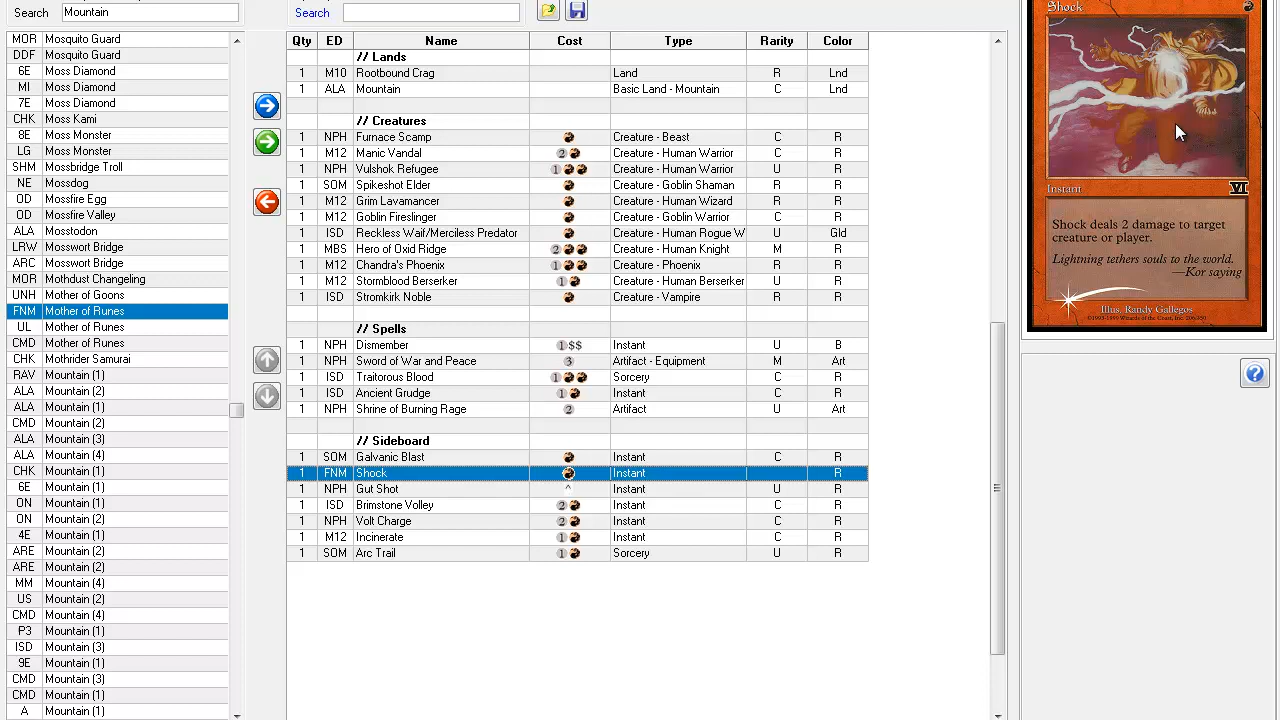 Search Mountain
MOR Mosquito Guard
DDF Mosquito Guard
6E Moss Diamond
MI Moss Diamond
7E Moss Diamond
CHK Moss Kami
8E Moss Monster
LG Moss Monster
SHM Mossbridge Troll
NE Mossdog
OD Mossfire Egg
OD Mossfire Valley
ALA Mosstodon
LRW Mosswort Bridge
ARC Mosswort Bridge
MOR Mothdust Changeling
UNH Mother of Goons
FNM Mother of Runes
UL Mother of Runes
CMD Mother of Runes
CHK Mothrider Samurai
RAV Mountain (1)
ALA Mountain (2)
ALA Mountain (1)
CMD Mountain (2)
ALA Mountain (3)
ALA Mountain (4)
CHK Mountain (1)
6E Mountain (1)
ON Mountain (1)
ON Mountain (2)
4E Mountain (1)
ARE Mountain (2)
ARE Mountain (2)
MM Mountain (4)
US Mountain (2)
CMD Mountain (4)
P3 Mountain (1)
ISD Mountain (3)
9E Mountain (1)
CMD Mountain (3)
CMD Mountain (1)
A Mountain (1)
Search
Qty ED Name Cost Type Rarity Color
// Lands
1 M10 Rootbound Crag Land R Lnd
1 ALA Mountain Basic Land - Mountain C Lnd
// Creatures
1 NPH Furnace Scamp Creature - Beast C R
1 M12 Manic Vandal 2 Creature - Human Warrior C R
1 NPH Vulshok Refugee 1 Creature - Human Warrior U R
1 SOM Spikeshot Elder Creature - Goblin Shaman R R
1 M12 Grim Lavamancer Creature - Human Wizard R R
1 M12 Goblin Fireslinger Creature - Goblin Warrior C R
1 ISD Reckless Waif/Merciless Predator Creature - Human Rogue W U Gld
1 MBS Hero of Oxid Ridge 2 Creature - Human Knight M R
1 M12 Chandra's Phoenix 1 Creature - Phoenix R R
1 M12 Stormblood Berserker 1 Creature - Human Berserker U R
1 ISD Stromkirk Noble Creature - Vampire R R
// Spells
1 NPH Dismember 1$$ Instant U B
1 NPH Sword of War and Peace 3 Artifact - Equipment M Art
1 ISD Traitorous Blood 1 Sorcery C R
1 ISD Ancient Grudge 1 Instant C R
1 NPH Shrine of Burning Rage 2 Artifact U Art
// Sideboard
1 SOM Galvanic Blast Instant C R
1 FNM Shock Instant C R
1 NPH Gut Shot ^ Instant U R
1 ISD Brimstone Volley 2 Instant C R
1 NPH Volt Charge 2 Instant C R
1 M12 Incinerate 1 Instant C R
1 SOM Arc Trail 1 Sorcery U R
Shock
Instant VI
Shock deals 2 damage to target
creature or player.
Lightning tethers souls to the world.
—Kor saying
Illus. Randy Gallegos